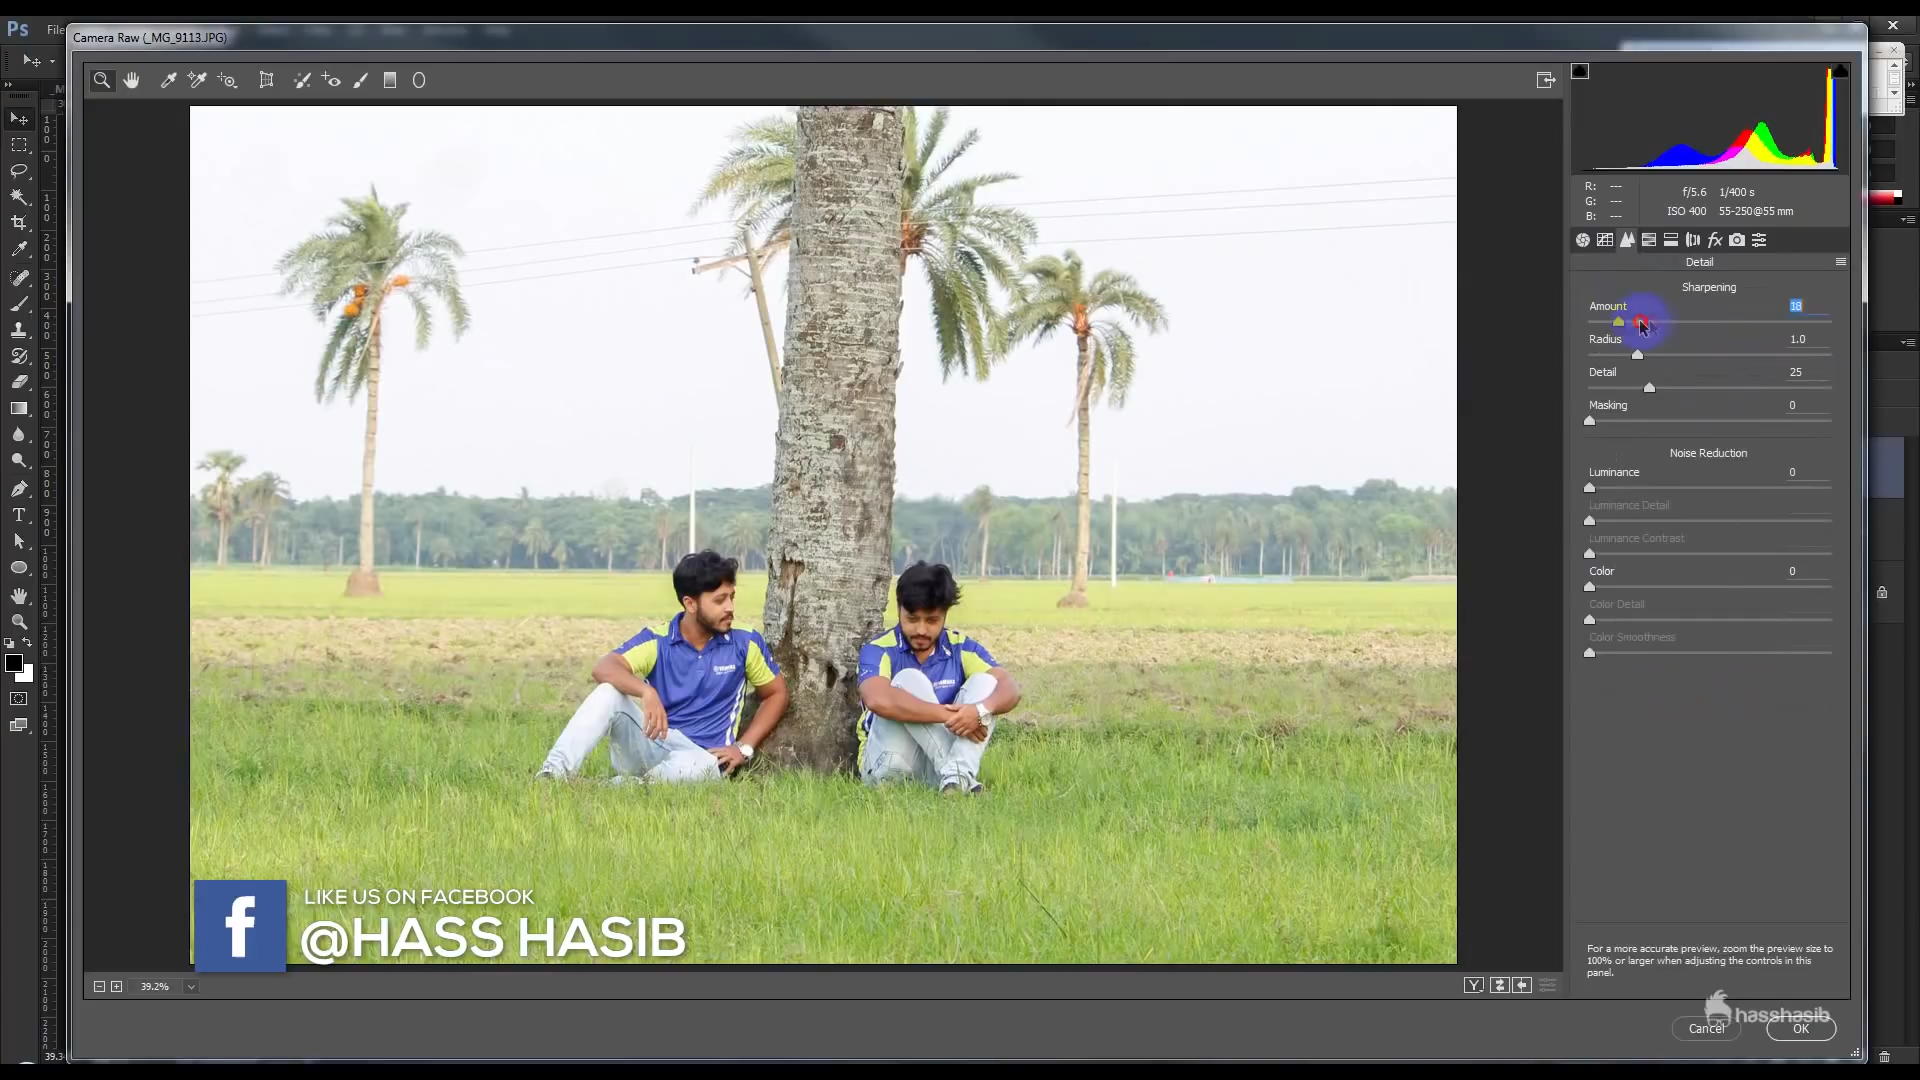 Ps File
Camera Raw (_MG_9113.JPG)
R: ---
G: ---
B: ---
f/5.6 1/400 s
ISO 400 55-250@55 mm
fx
Detail
Sharpening
Amount 18
Radius 1.0
Detail 25
Masking 0
Noise Reduction
Luminance 0
Luminance Detail
Luminance Contrast
Color 0
Color Detail
Color Smoothness
YAMAHA
f
LIKE US ON FACEBOOK
@HASS HASIB
39.2%
Y
For a more accurate preview, zoom the preview size to
100% or larger when adjusting the controls in this
panel.
hasshasib
Cancel OK